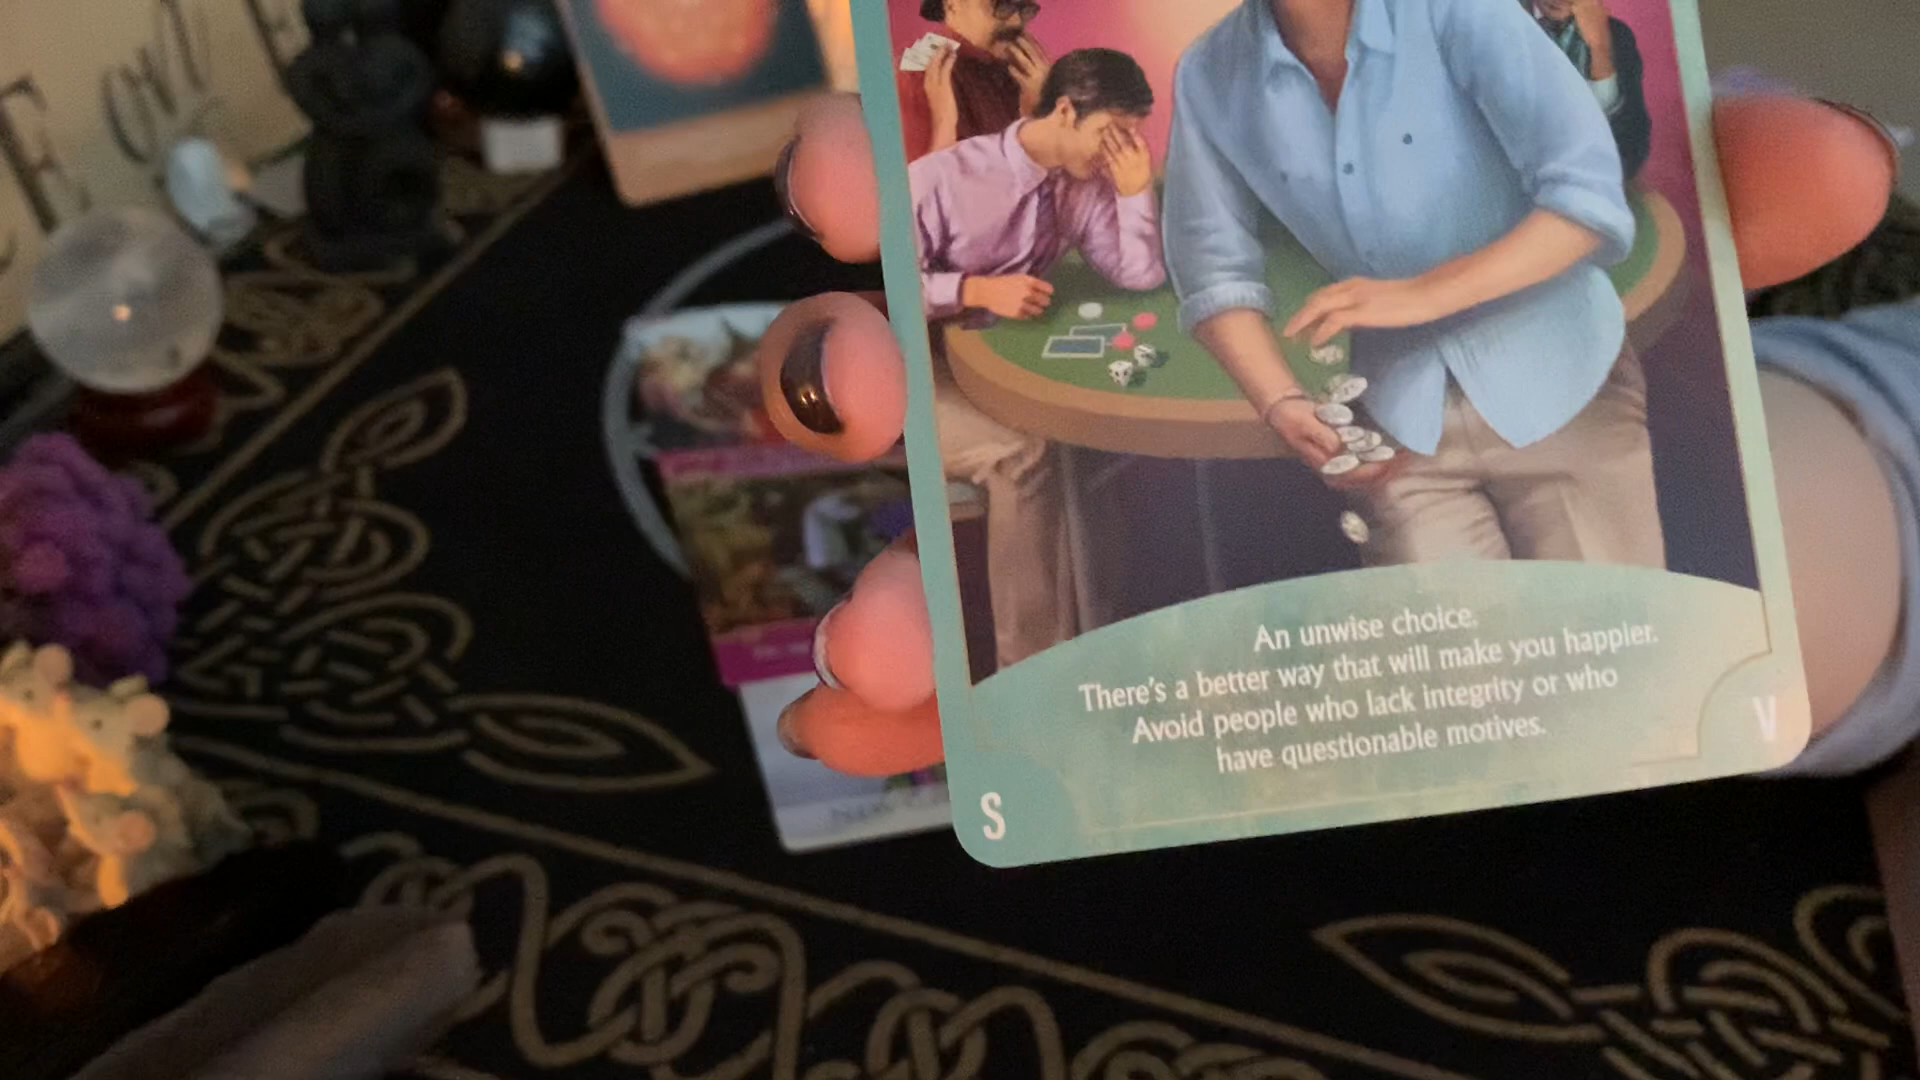 An unwise choice.
There's a better way that will make you happier.
Avoid people who lack integrity or who
have questionable motives.
S
V